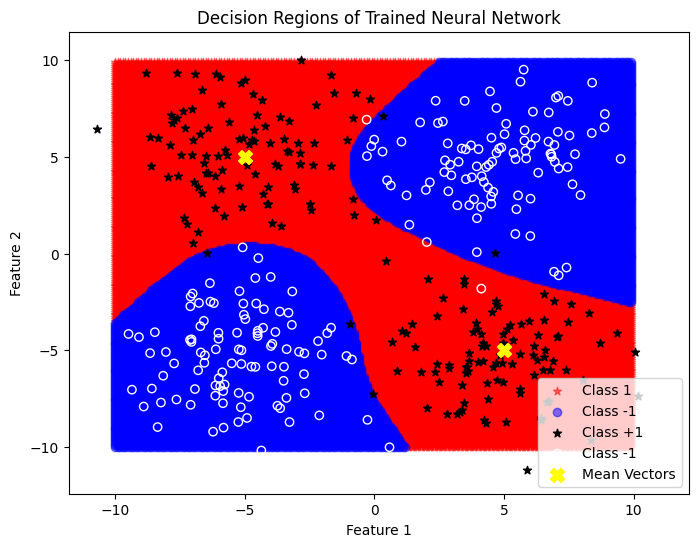 Decision Regions of Trained Neural Network
10
5
0
−5
−10
Feature 2
Class 1
Class -1
Class +1
Class -1
Mean Vectors
−10
−5
0
5
10
Feature 1